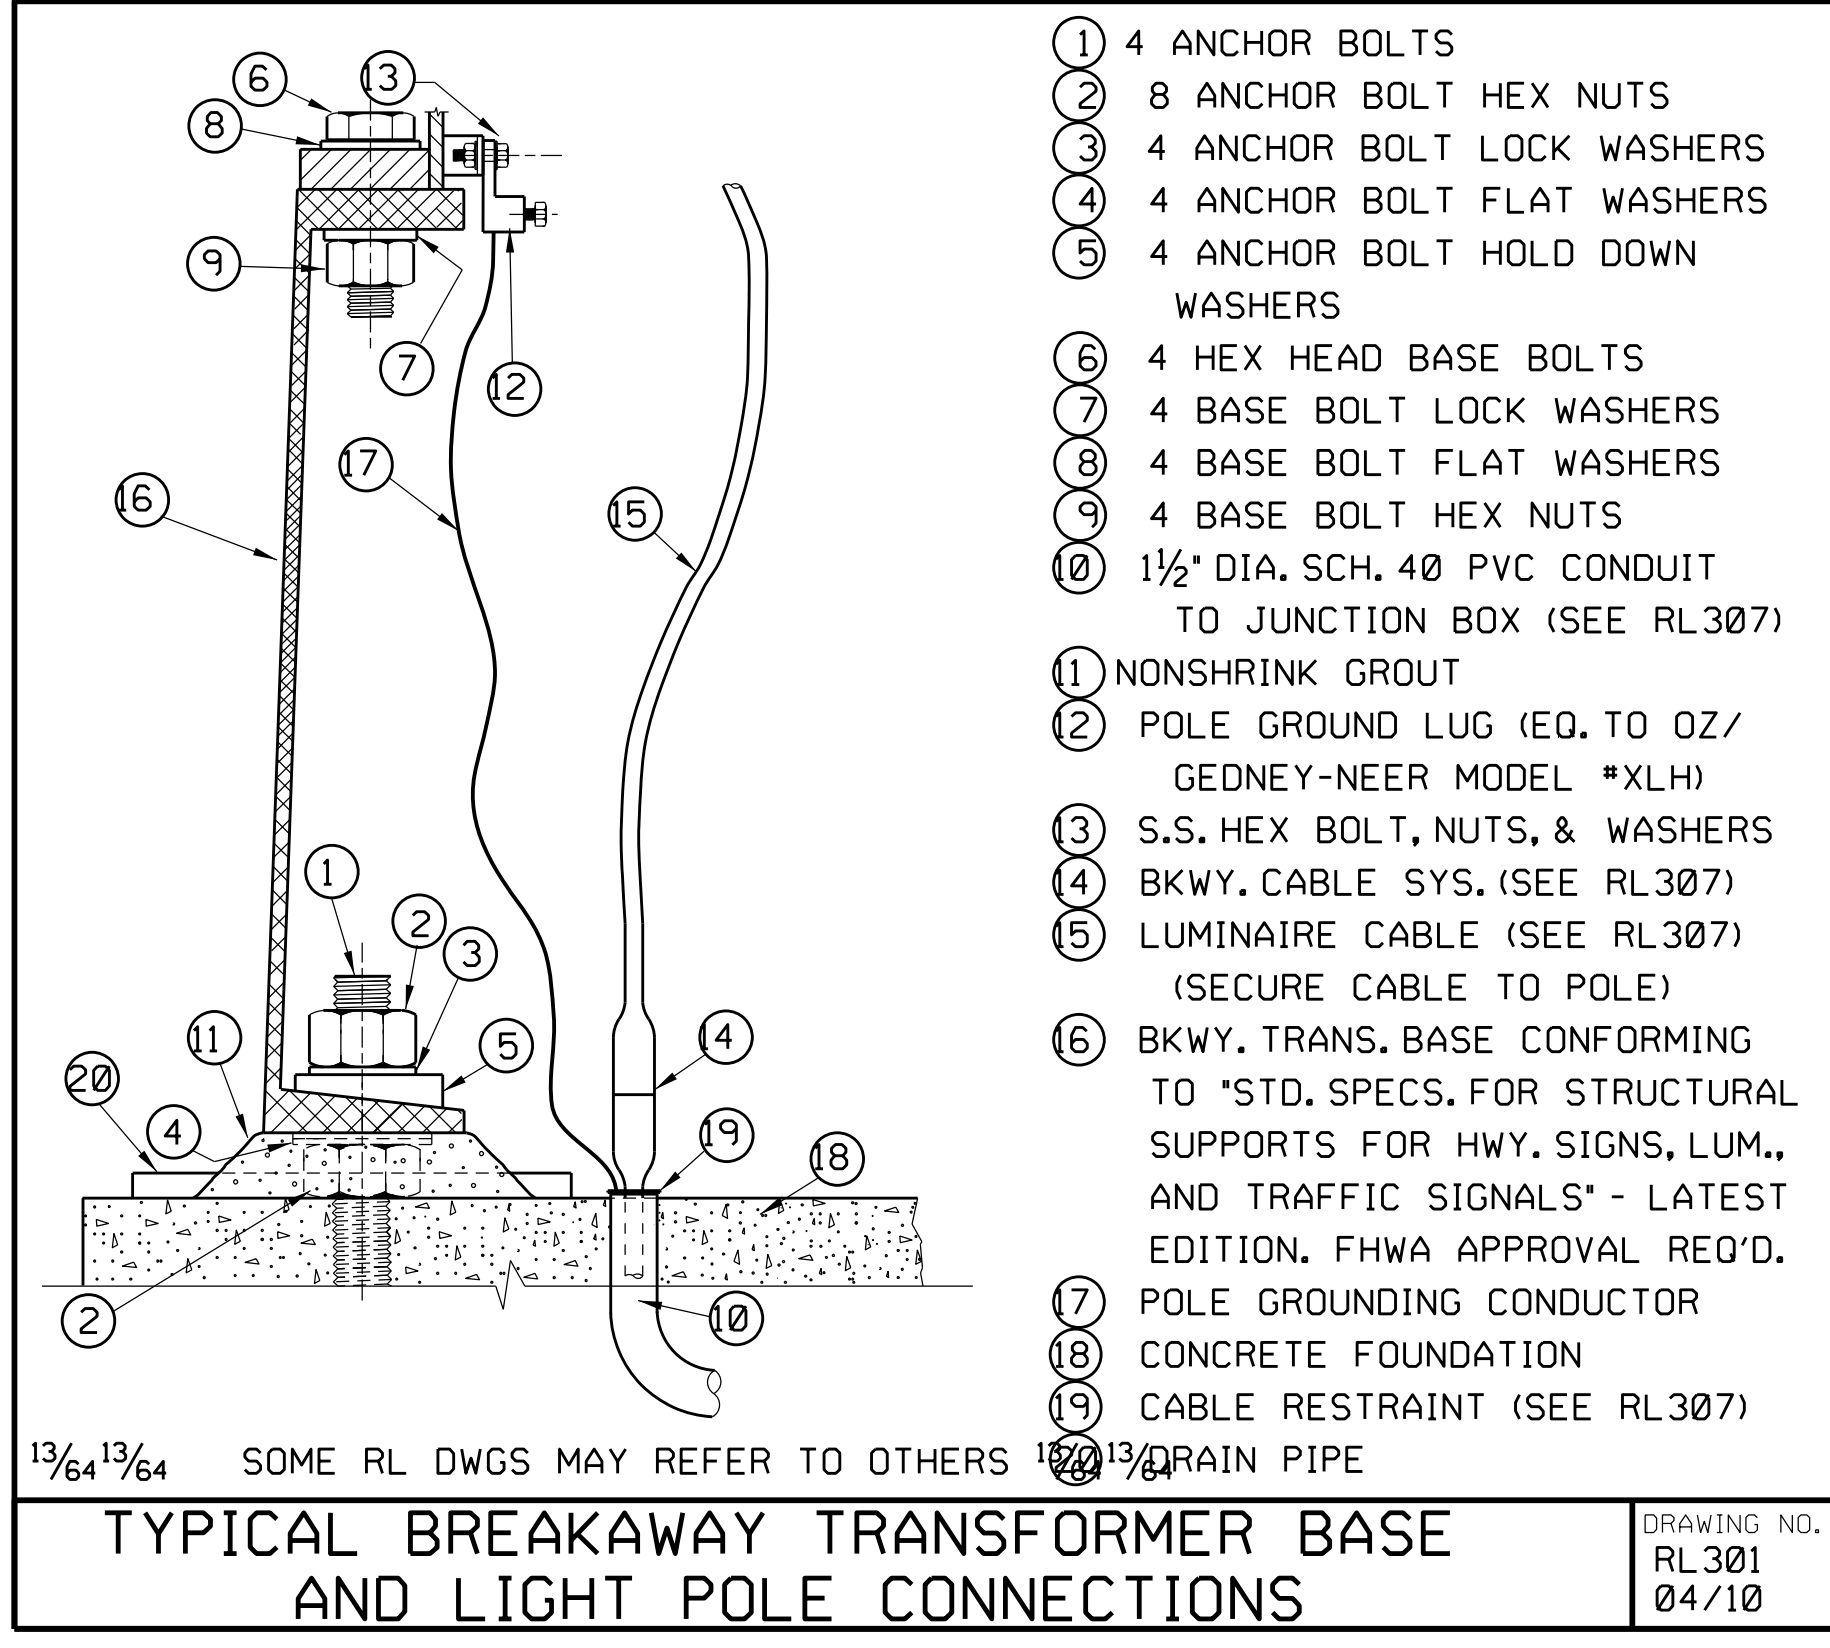 6
13
8
9
7
12
17
16
15
1
2
3
11
5
14
20
4
19
18
2
10
1 4 ANCHOR BOLTS
2 8 ANCHOR BOLT HEX NUTS
3 4 ANCHOR BOLT LOCK WASHERS
4 4 ANCHOR BOLT FLAT WASHERS
5 4 ANCHOR BOLT HOLD DOWN
WASHERS
6 4 HEX HEAD BASE BOLTS
7 4 BASE BOLT LOCK WASHERS
8 4 BASE BOLT FLAT WASHERS
9 4 BASE BOLT HEX NUTS
10 1½" DIA. SCH. 40 PVC CONDUIT
TO JUNCTION BOX (SEE RL307)
11 NONSHRINK GROUT
12 POLE GROUND LUG (EQ. TO OZ/
GEDNEY-NEER MODEL #XLH)
13 S.S. HEX BOLT, NUTS, & WASHERS
14 BKWY. CABLE SYS. (SEE RL307)
15 LUMINAIRE CABLE (SEE RL307)
(SECURE CABLE TO POLE)
16 BKWY. TRANS. BASE CONFORMING
TO "STD. SPECS. FOR STRUCTURAL
SUPPORTS FOR HWY. SIGNS, LUM.,
AND TRAFFIC SIGNALS" - LATEST
EDITION. FHWA APPROVAL REQ'D.
17 POLE GROUNDING CONDUCTOR
18 CONCRETE FOUNDATION
19 CABLE RESTRAINT (SEE RL307)
20 DRAIN PIPE
13/64 13/64 SOME RL DWGS MAY REFER TO OTHERS 13/64 13/64
TYPICAL BREAKAWAY TRANSFORMER BASE
AND LIGHT POLE CONNECTIONS
DRAWING NO.
RL301
04/10